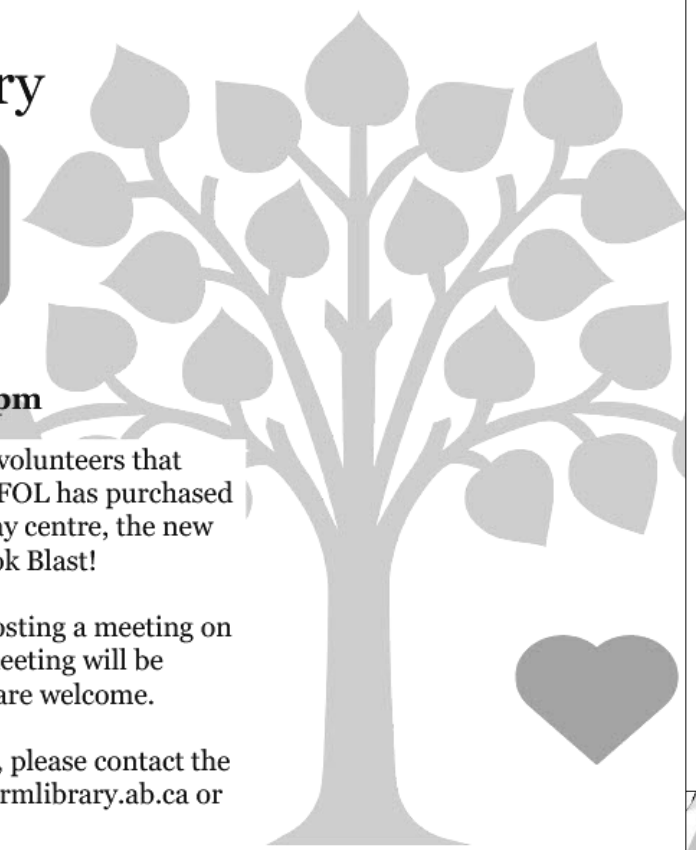 ry
pm
volunteers that
FOL has purchased
ay centre, the new
ok Blast!
osting a meeting on
eeting will be
are welcome.
, please contact the
rmlibrary.ab.ca or